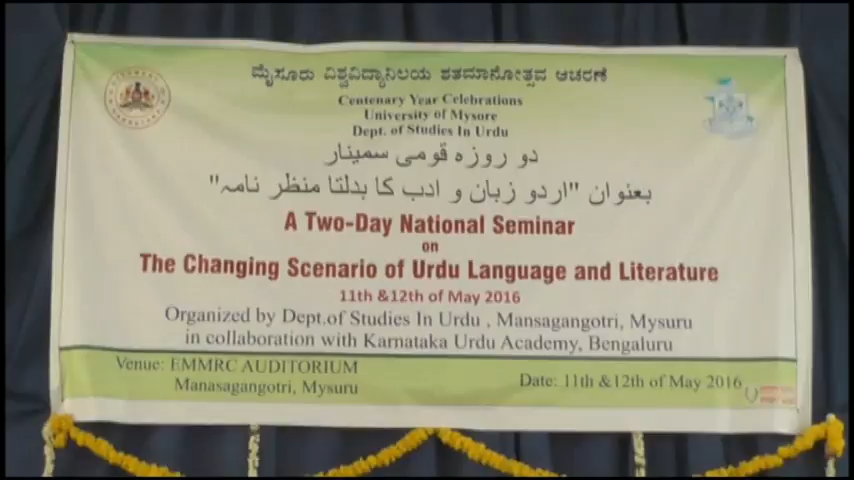 ಮೈಸೂರು ವಿಶ್ವವಿದ್ಯಾನಿಲಯ ಶತಮಾನೋತ್ಸವ ಆಚರಣೆ
Centenary Year Celebrations
University of Mysore
Dept. of Studies In Urdu
دو روزہ قومی سمینار
بعنوان "اردو زبان و ادب کا بدلتا منظر نامہ"
A Two-Day National Seminar
on
The Changing Scenario of Urdu Language and Literature
11th &12th of May 2016
Organized by Dept.of Studies In Urdu , Mansagangotri, Mysuru
in collaboration with Karnataka Urdu Academy, Bengaluru
Venue: EMMRC AUDITORIUM
Manasagangotri, Mysuru
Date: 11th &12th of May 2016